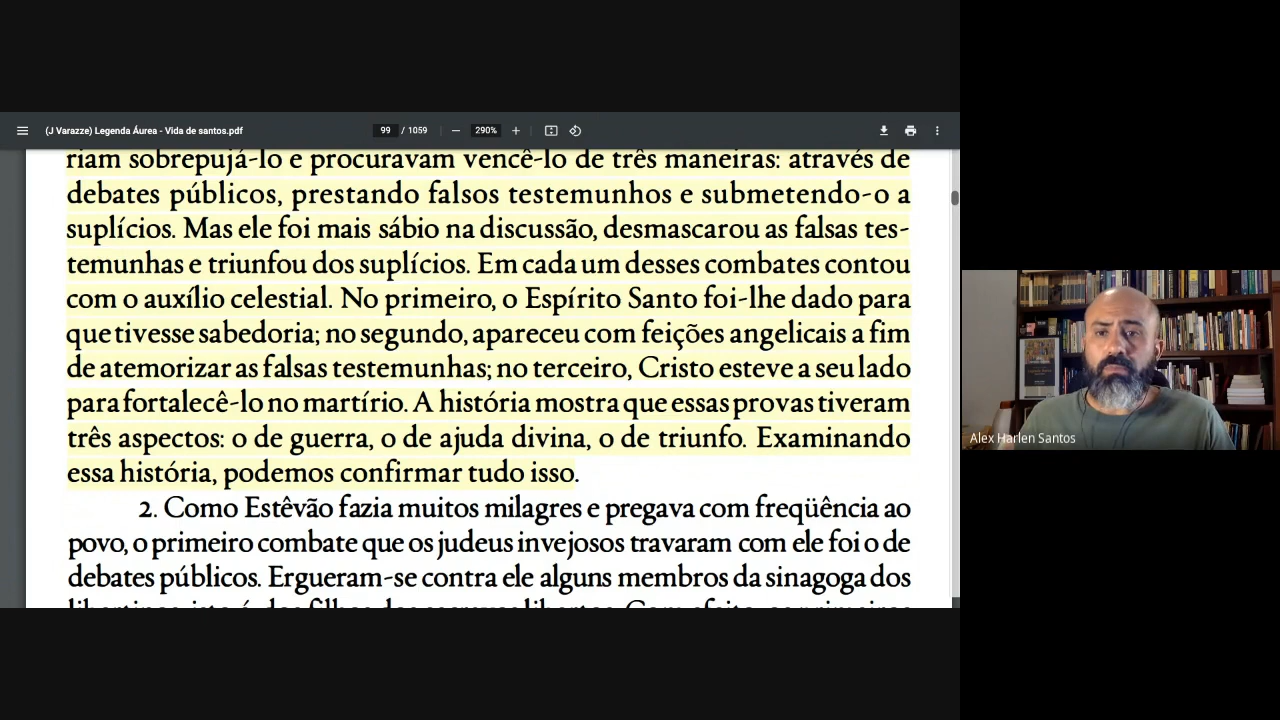 (J Varazze) Legenda Áurea - Vida de santos.pdf
99 / 1059
290%
riam sobrepujá-lo e procuravam vencê-lo de três maneiras: através de
debates públicos, prestando falsos testemunhos e submetendo-o a
suplícios. Mas ele foi mais sábio na discussão, desmascarou as falsas tes-
temunhas e triunfou dos suplícios. Em cada um desses combates contou
com o auxílio celestial. No primeiro, o Espírito Santo foi-lhe dado para
que tivesse sabedoria; no segundo, apareceu com feições angelicais a fim
de atemorizar as falsas testemunhas; no terceiro, Cristo esteve a seu lado
para fortalecê-lo no martírio. A história mostra que essas provas tiveram
três aspectos: o de guerra, o de ajuda divina, o de triunfo. Examinando
essa história, podemos confirmar tudo isso.
2. Como Estêvão fazia muitos milagres e pregava com freqüência ao
povo, o primeiro combate que os judeus invejosos travaram com ele foi o de
debates públicos. Ergueram-se contra ele alguns membros da sinagoga dos
Alex Harlen Santos